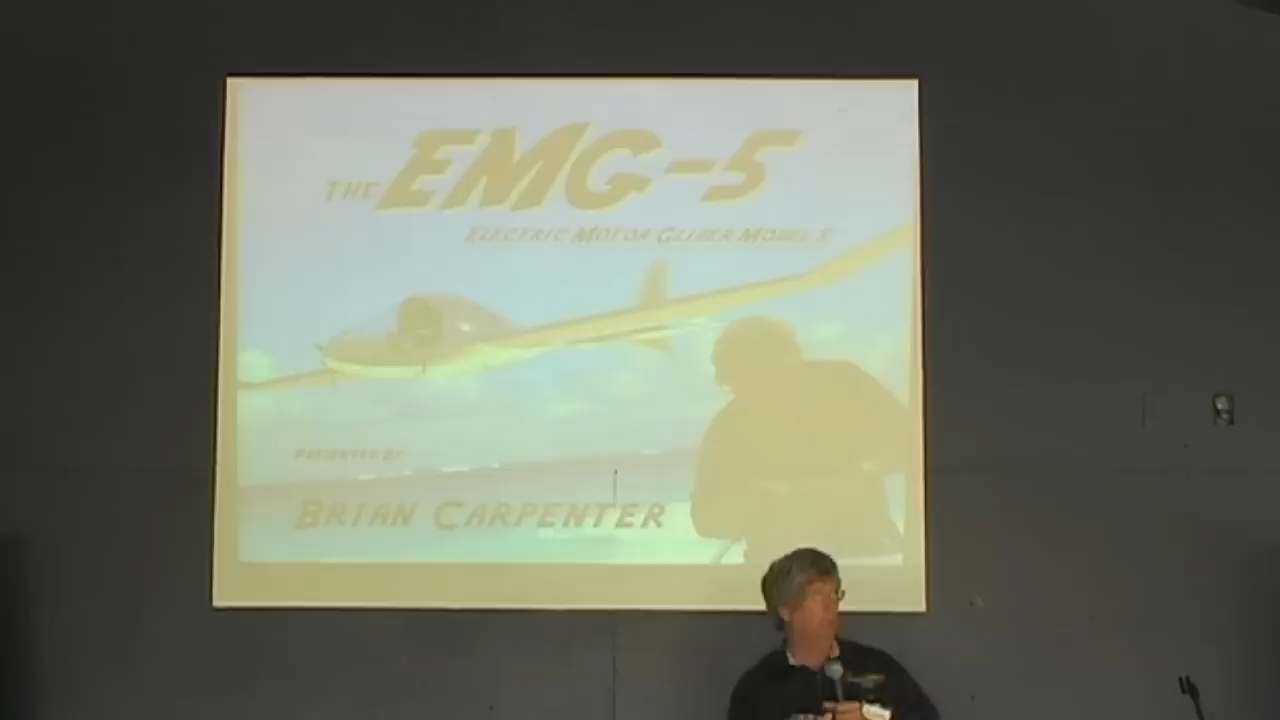 THE EMG-5
ELECTRIC MOTOR GLIDER MODEL 5
PRESENTED BY
BRIAN CARPENTER